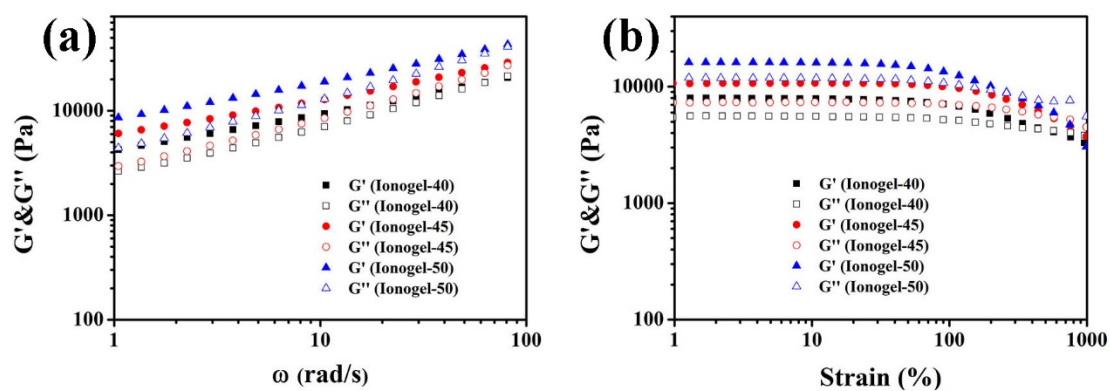 (a)
10000
1000
100
G'&G" (Pa)
G' (Ionogel-40)
G" (Ionogel-40)
G' (Ionogel-45)
G" (Ionogel-45)
G' (Ionogel-50)
G" (Ionogel-50)
1
10
100
ω (rad/s)
(b)
10000
1000
G'&G" (Pa)
G' (Ionogel-40)
G" (Ionogel-40)
G' (Ionogel-45)
G" (Ionogel-45)
G' (Ionogel-50)
G" (Ionogel-50)
1
10
100
1000
Strain (%)